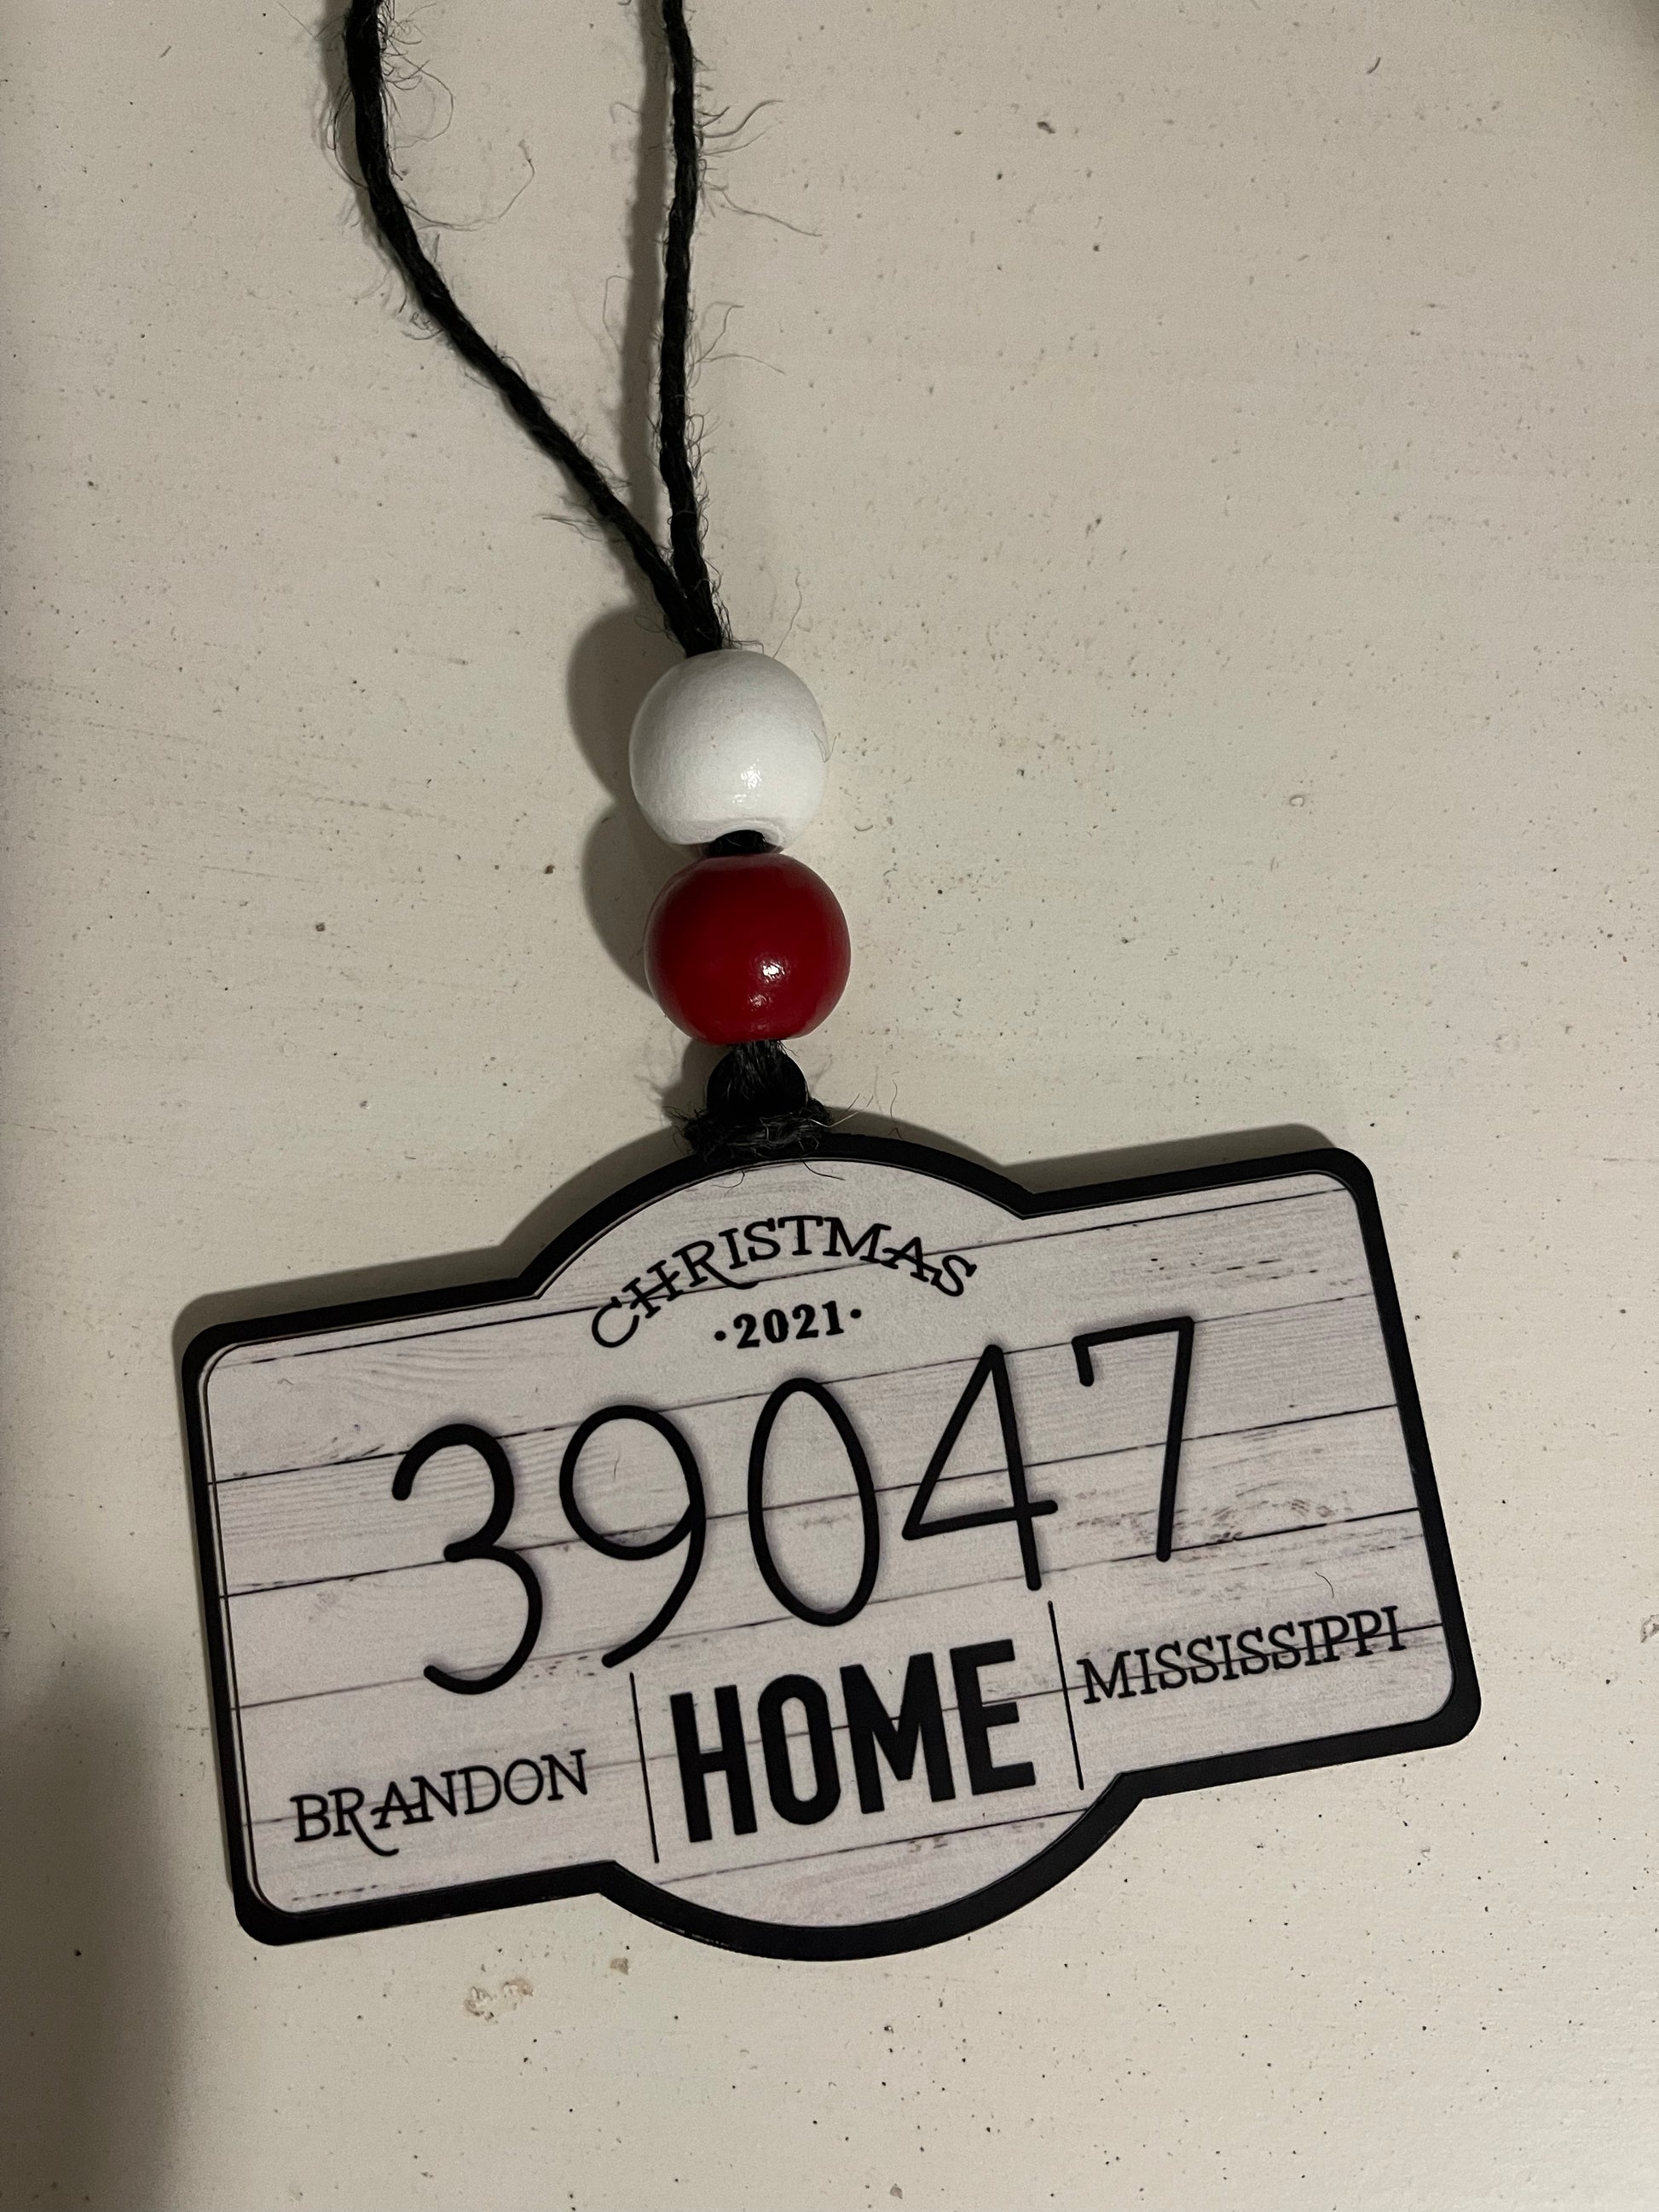 CHRISTMAS
·2021·
39047
BRANDON | HOME | MISSISSIPPI